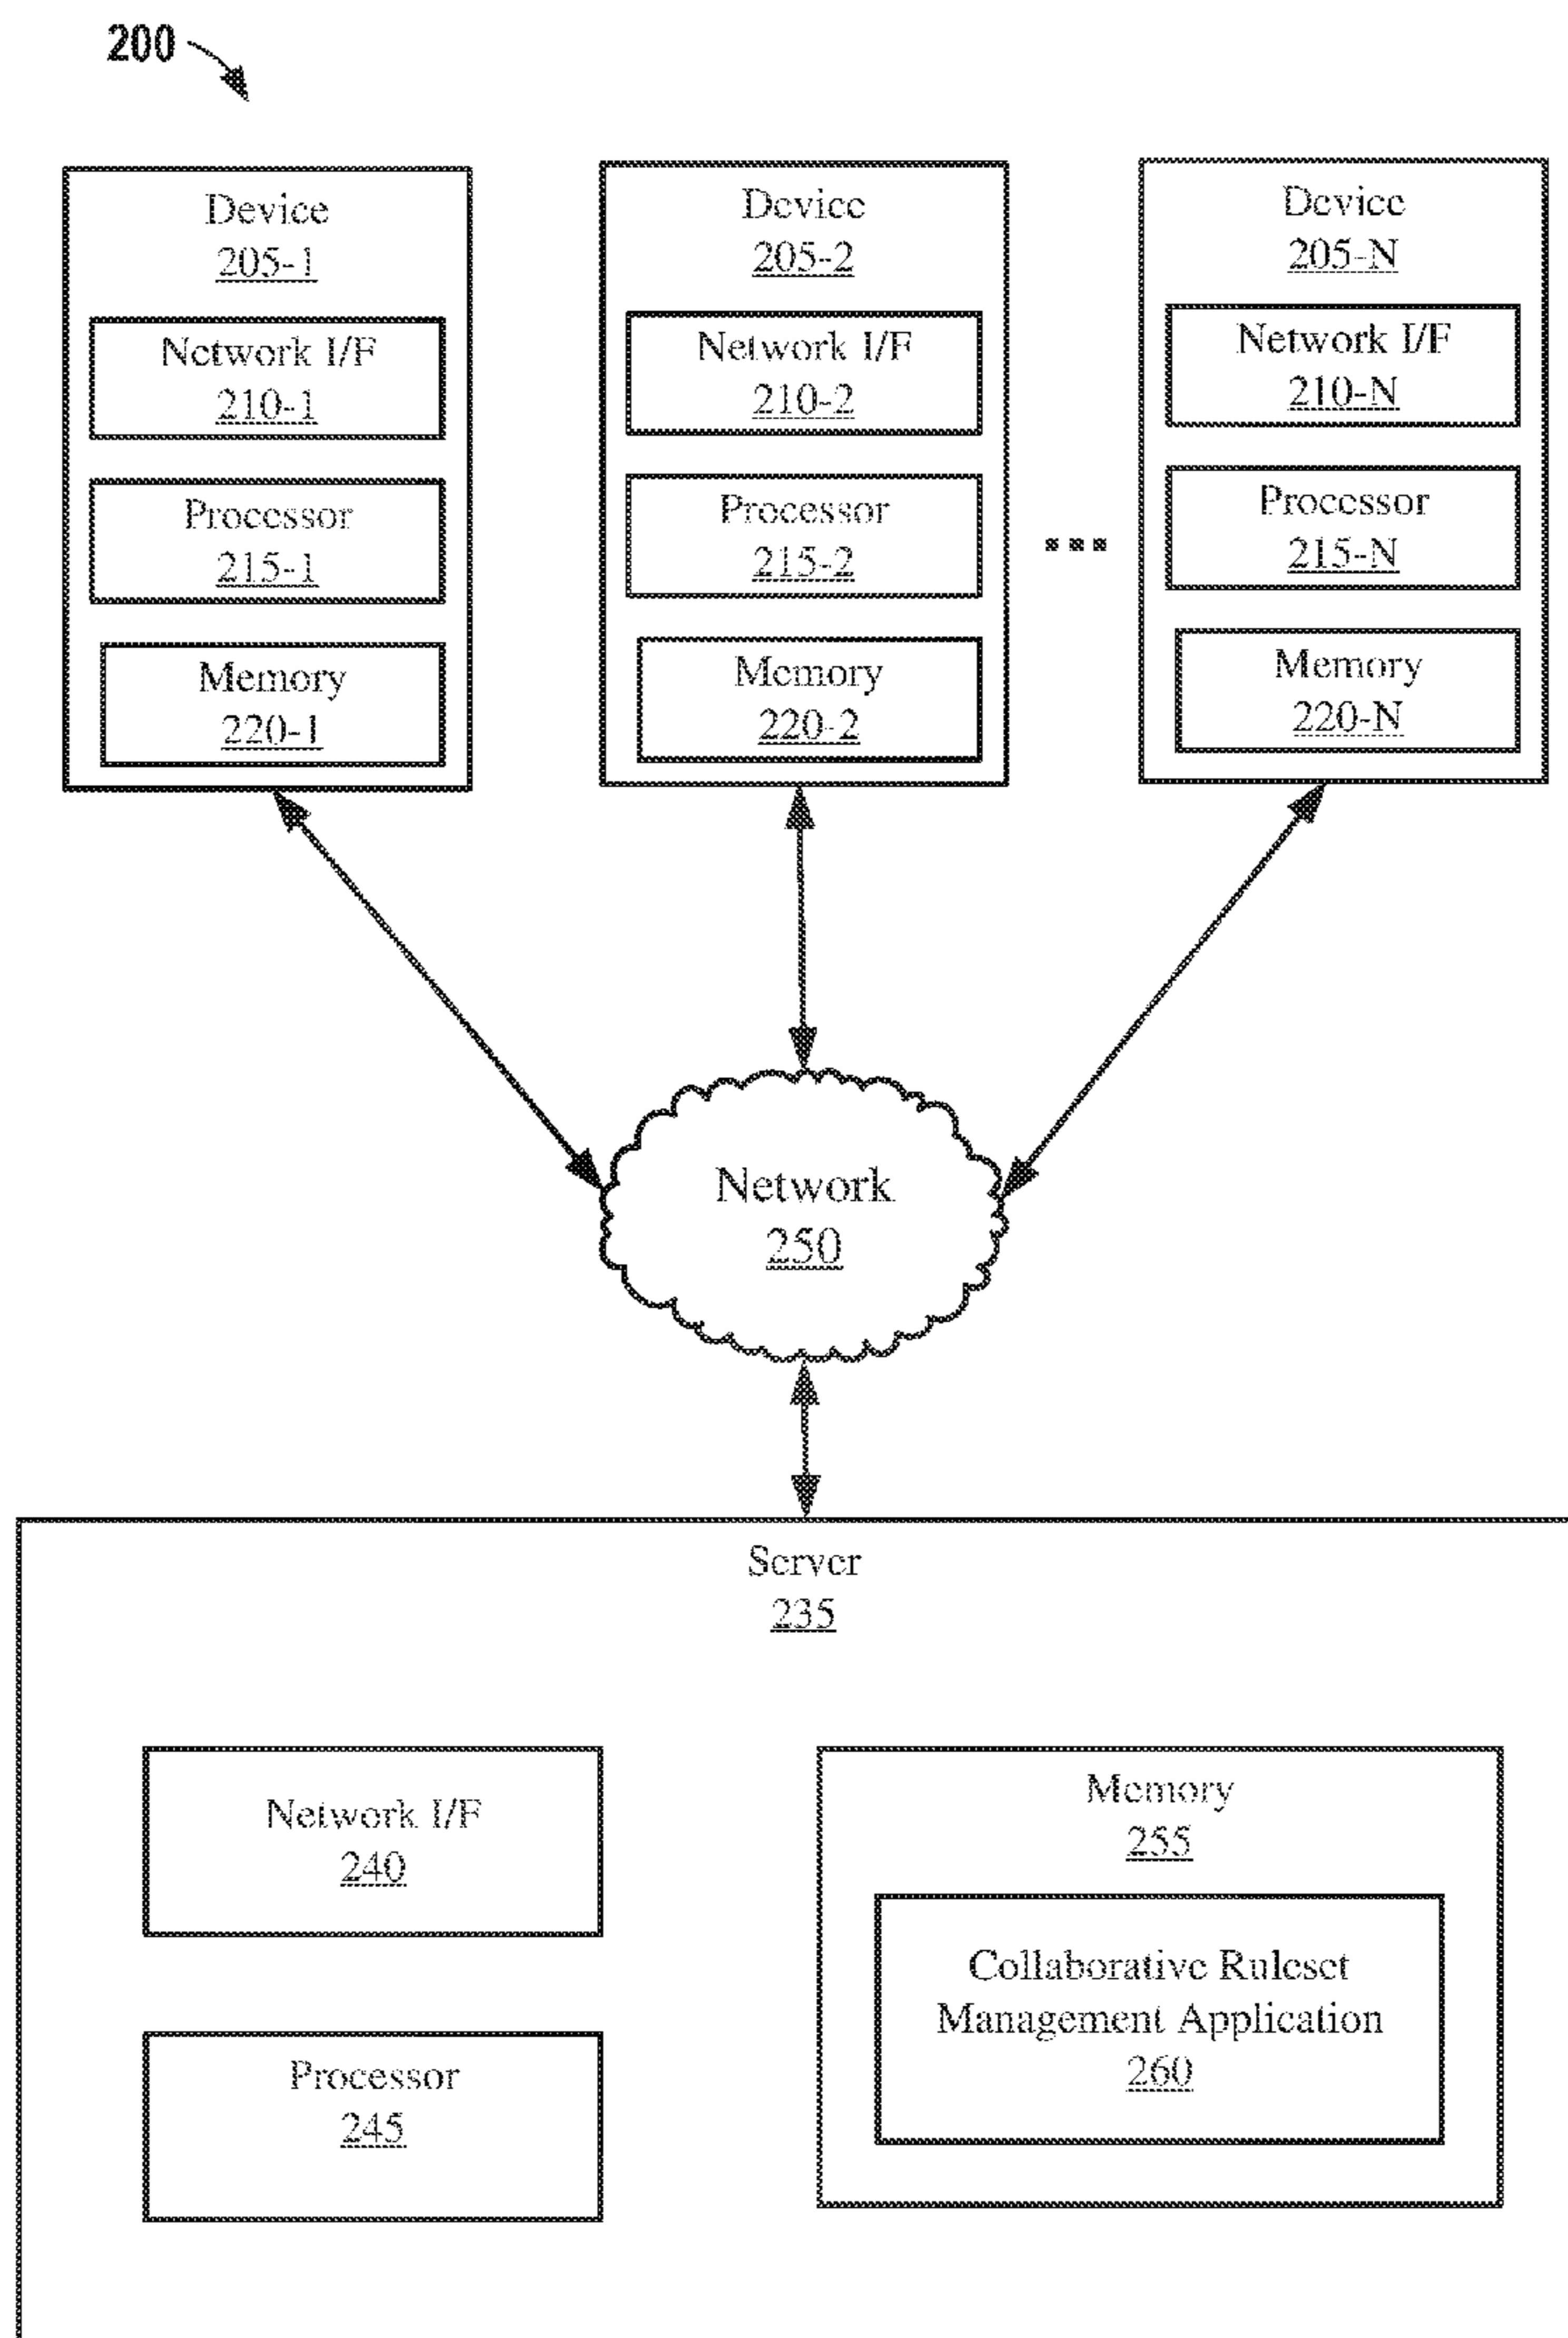 200
Device
205-1
Network I/F
210-1
Processor
215-1
Memory
220-1
Device
205-2
Network I/F
210-2
Processor
215-2
Memory
220-2
...
Device
205-N
Network I/F
210-N
Processor
215-N
Memory
220-N
Network
250
Server
235
Network I/F
240
Processor
245
Memory
255
Collaborative Ruleset
Management Application
260